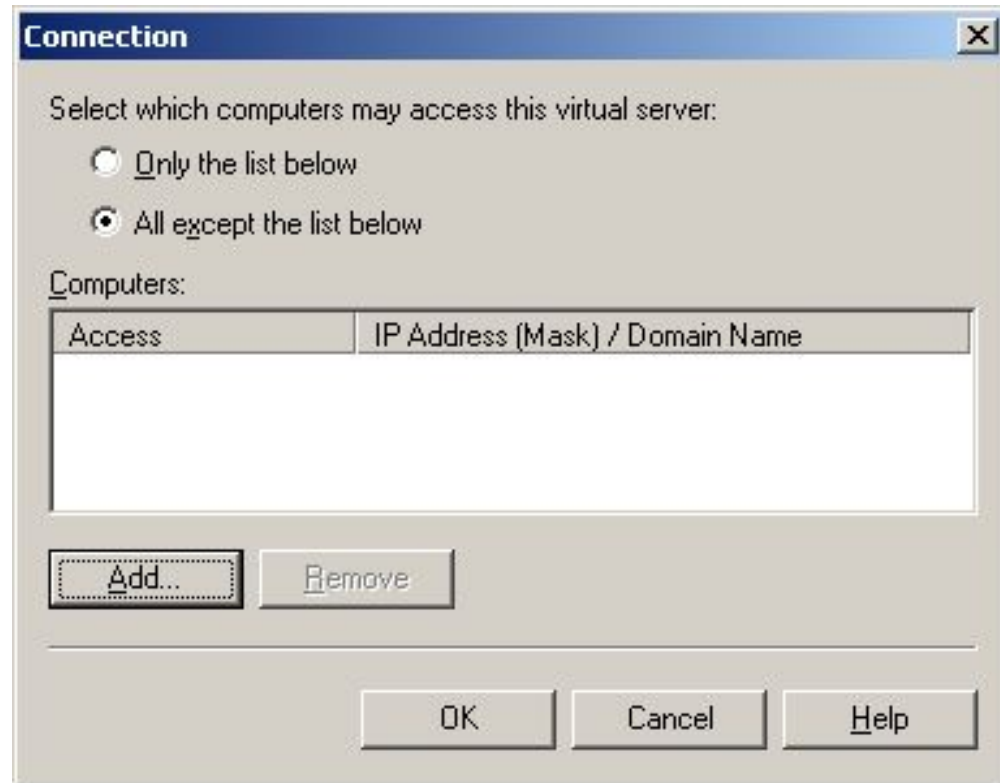 Connection
Select which computers may access this virtual server:
Only the list below
All except the list below
Computers:
Access IP Address (Mask) / Domain Name
Add... Remove
OK Cancel Help